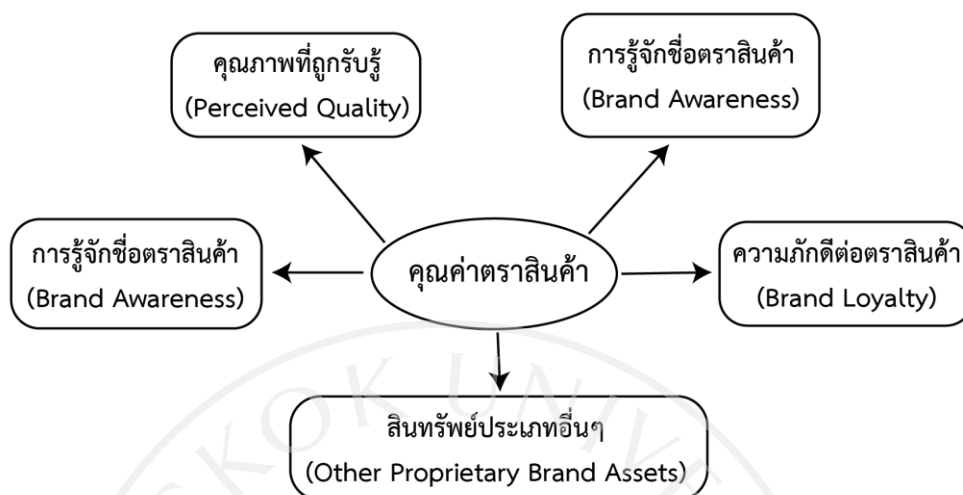 คุณภาพที่ถูกรับรู้
(Perceived Quality)
การรู้จักชื่อตราสินค้า
(Brand Awareness)
การรู้จักชื่อตราสินค้า
(Brand Awareness)
คุณค่าตราสินค้า
ความภักดีต่อตราสินค้า
(Brand Loyalty)
สินทรัพย์ประเภทอื่นๆ
(Other Proprietary Brand Assets)
KOK UNIVE